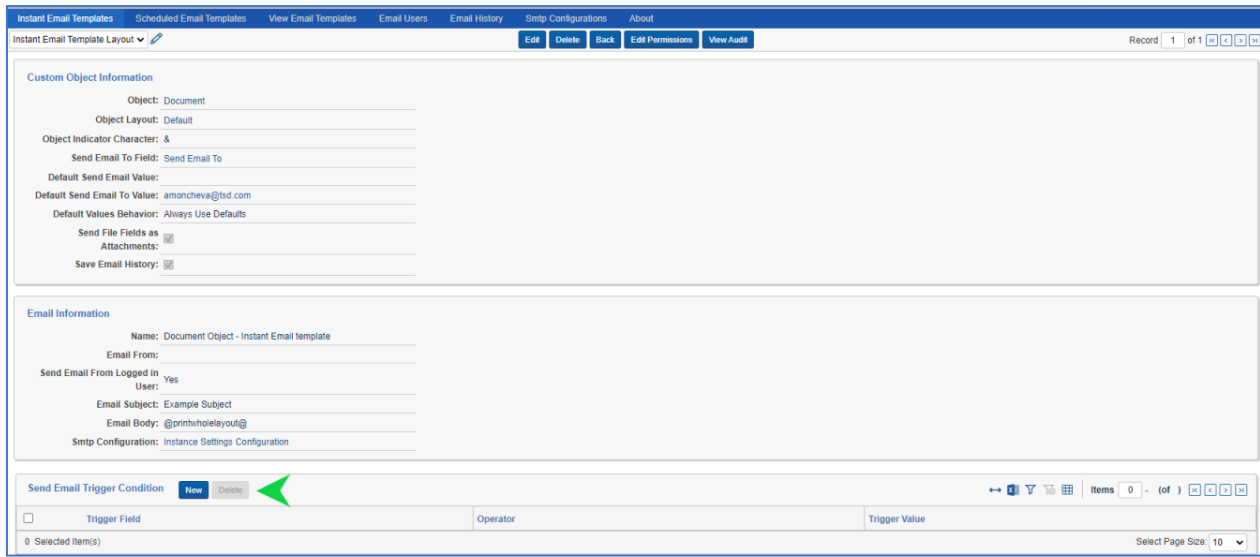 Instant Email Templates Scheduled Email Templates View Email Templates Email Users Email History Smtp Configurations About
Instant Email Template Layout Edit Delete Back Edit Permissions View Audit Record 1 of 1
Custom Object Information
Object: Document
Object Layout: Default
Object Indicator Character: &
Send Email To Field: Send Email To
Default Send Email Value:
Default Send Email To Value: amoncheva@tsd.com
Default Values Behavior: Always Use Defaults
Send File Fields as
Attachments:
Save Email History:
Email Information
Name: Document Object - Instant Email template
Email From:
Send Email From Logged in
User: Yes
Email Subject: Example Subject
Email Body: @printwholelayout@
Smtp Configuration: Instance Settings Configuration
Send Email Trigger Condition New Delete Items 0 - (of )
Trigger Field Operator Trigger Value
0 Selected Item(s) Select Page Size: 10